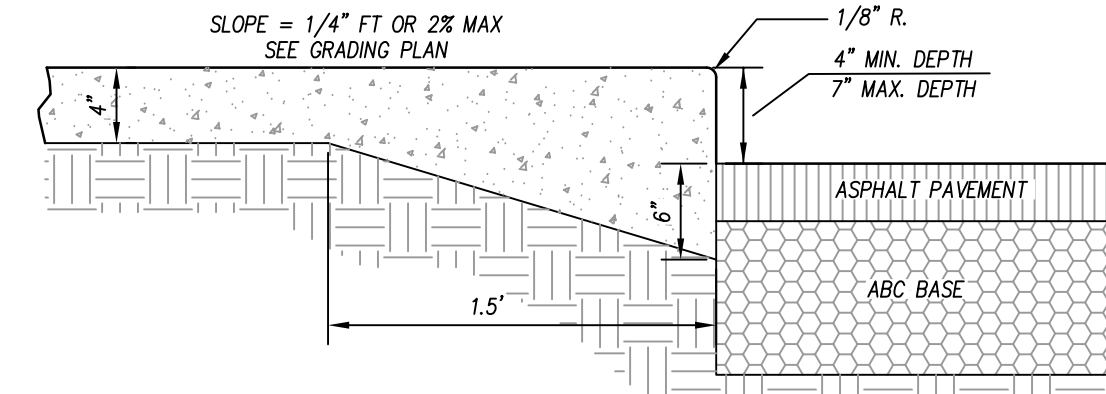 SLOPE = 1/4" FT OR 2% MAX
SEE GRADING PLAN
1/8" R.
4" MIN. DEPTH
7" MAX. DEPTH
4"
6"
ASPHALT PAVEMENT
ABC BASE
1.5'